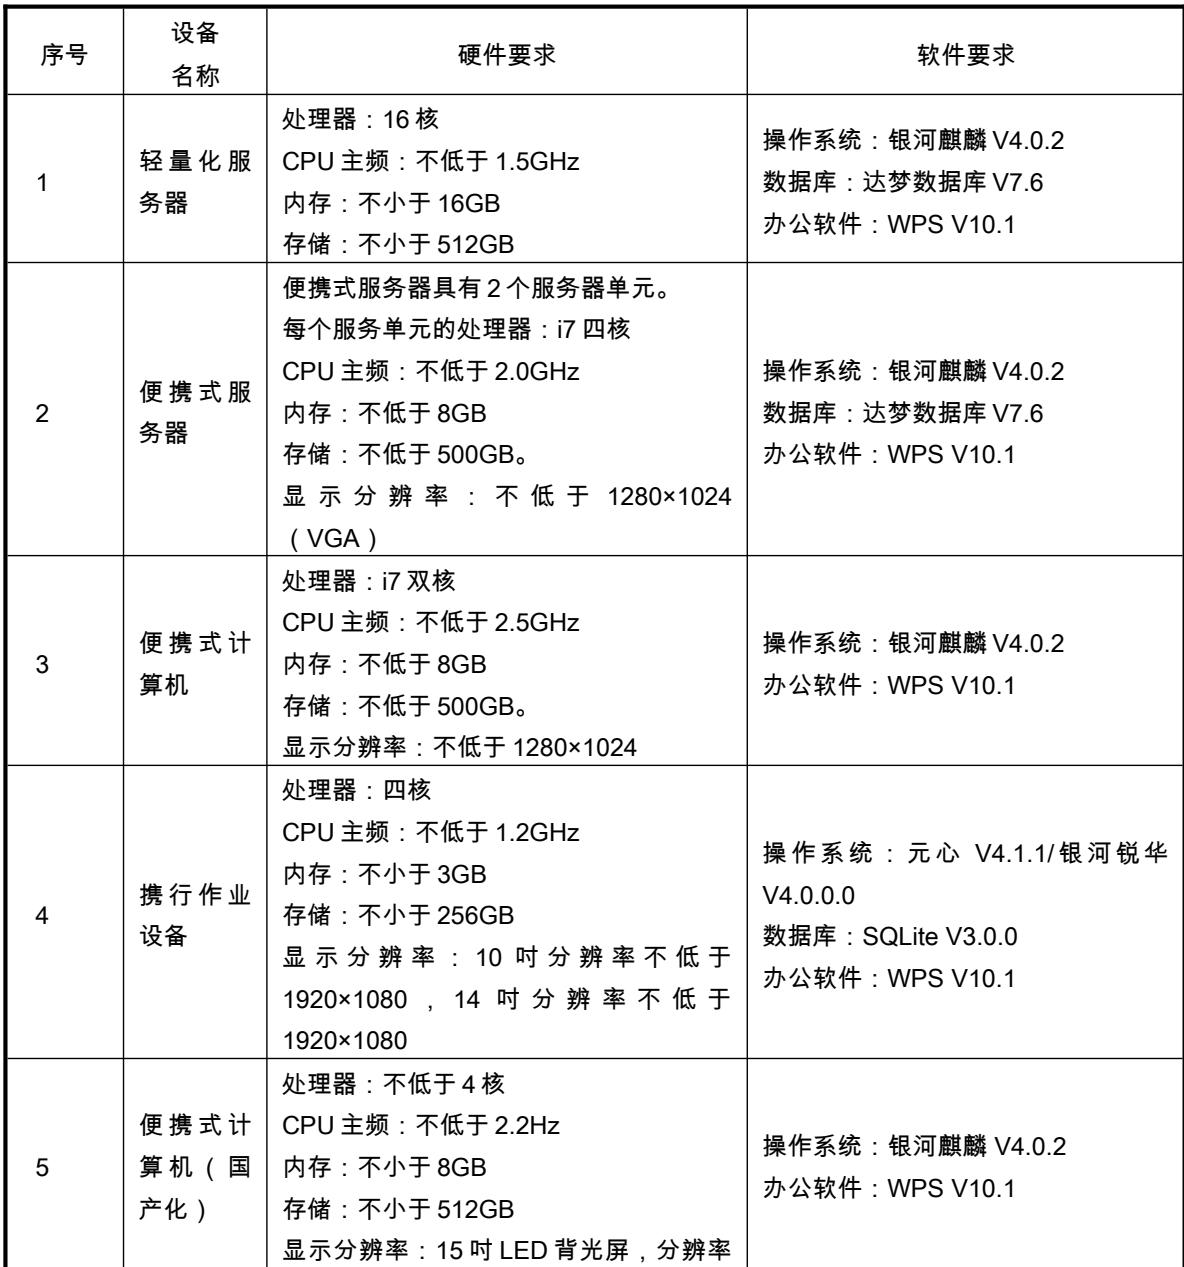 序号
设备
名称
硬件要求
软件要求
1
轻量化服
务器
处理器：16 核
CPU 主频：不低于 1.5GHz
内存：不小于 16GB
存储：不小于 512GB
操作系统：银河麒麟 V4.0.2
数据库：达梦数据库 V7.6
办公软件：WPS V10.1
2
便携式服
务器
便携式服务器具有 2 个服务器单元。
每个服务单元的处理器：i7 四核
CPU 主频：不低于 2.0GHz
内存：不低于 8GB
存储：不低于 500GB。
显示分辨率：不低于 1280×1024
（VGA）
操作系统：银河麒麟 V4.0.2
数据库：达梦数据库 V7.6
办公软件：WPS V10.1
3
便携式计
算机
处理器：i7 双核
CPU 主频：不低于 2.5GHz
内存：不低于 8GB
存储：不低于 500GB。
显示分辨率：不低于 1280×1024
操作系统：银河麒麟 V4.0.2
办公软件：WPS V10.1
4
携行作业
设备
处理器：四核
CPU 主频：不低于 1.2GHz
内存：不小于 3GB
存储：不小于 256GB
显示分辨率：10 吋分辨率不低于
1920×1080，14 吋分辨率不低于
1920×1080
操作系统：元心 V4.1.1/银河锐华
V4.0.0.0
数据库：SQLite V3.0.0
办公软件：WPS V10.1
5
便携式计
算机（国
产化）
处理器：不低于 4 核
CPU 主频：不低于 2.2Hz
内存：不小于 8GB
存储：不小于 512GB
显示分辨率：15 吋 LED 背光屏，分辨率
操作系统：银河麒麟 V4.0.2
办公软件：WPS V10.1